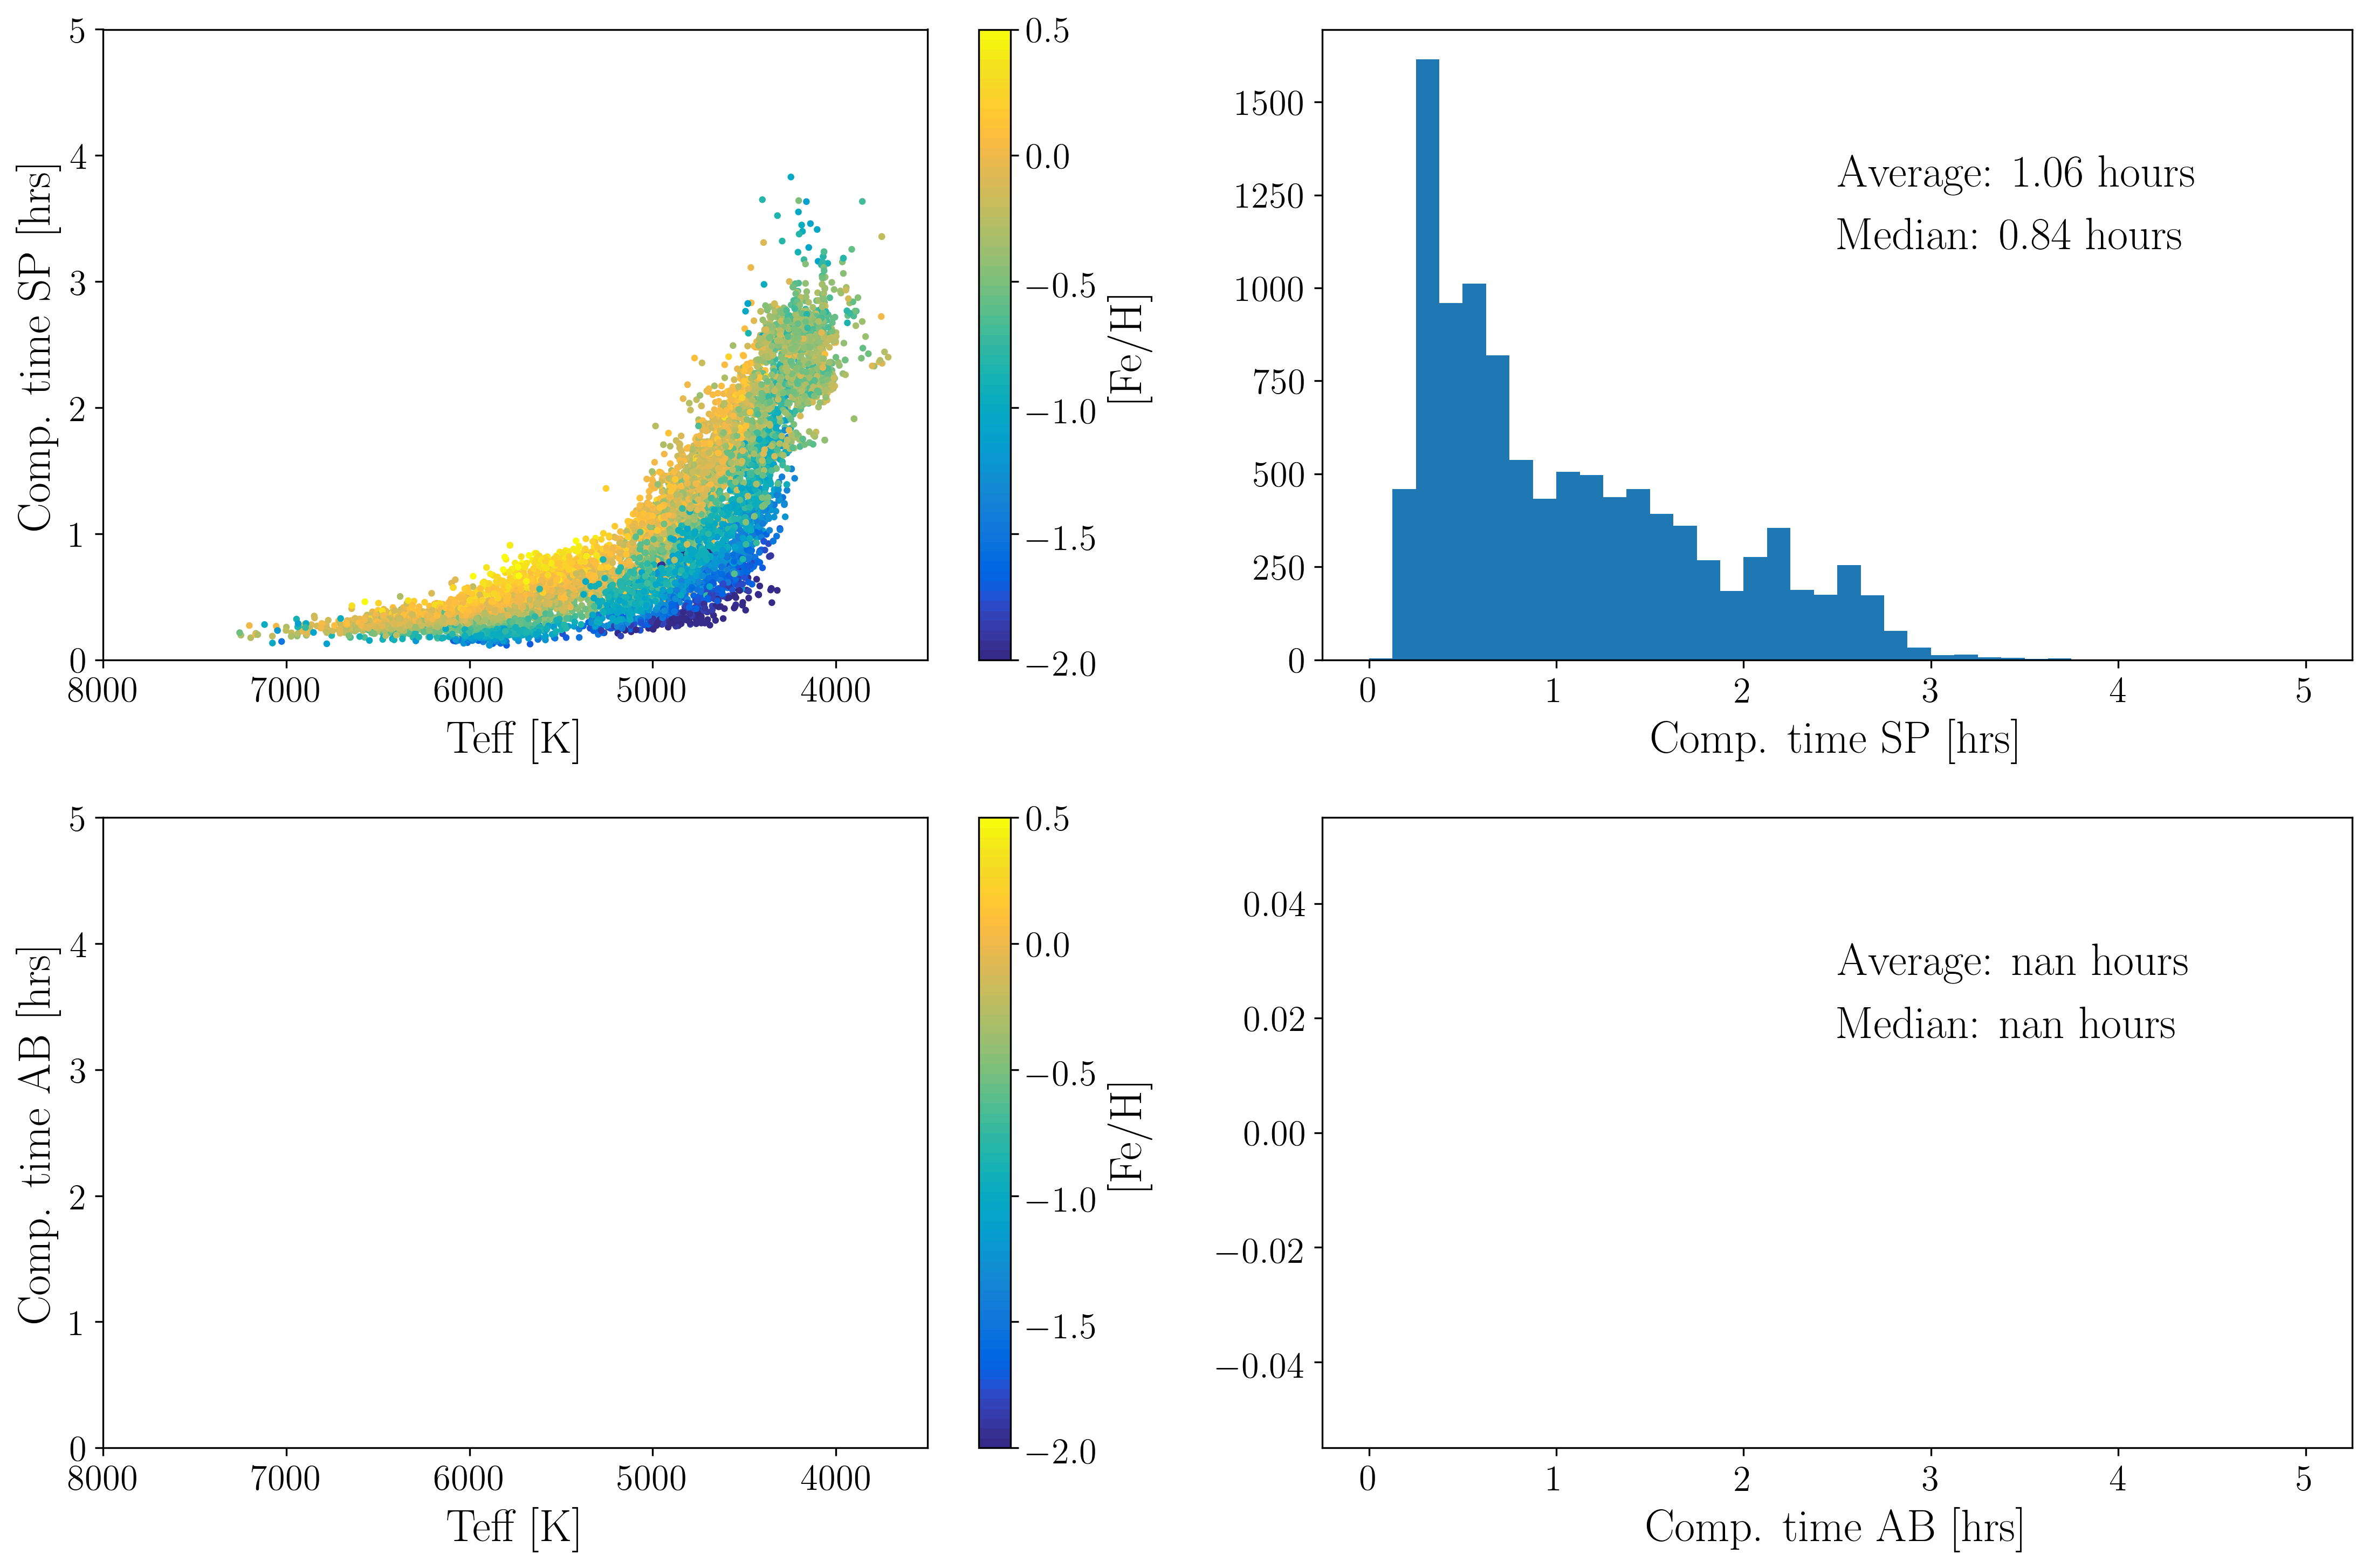 5
4
3
2
1
0
Comp. time SP [hrs]
8000 7000 6000 5000 4000
Teff [K]
0.5
0.0
−0.5
−1.0
−1.5
−2.0
[Fe/H]
1500
1250
1000
750
500
250
0
Average: 1.06 hours
Median: 0.84 hours
0 1 2 3 4 5
Comp. time SP [hrs]
5
4
3
2
1
0
Comp. time AB [hrs]
8000 7000 6000 5000 4000
Teff [K]
0.5
0.0
−0.5
−1.0
−1.5
−2.0
[Fe/H]
0.04
0.02
0.00
−0.02
−0.04
Average: nan hours
Median: nan hours
0 1 2 3 4 5
Comp. time AB [hrs]